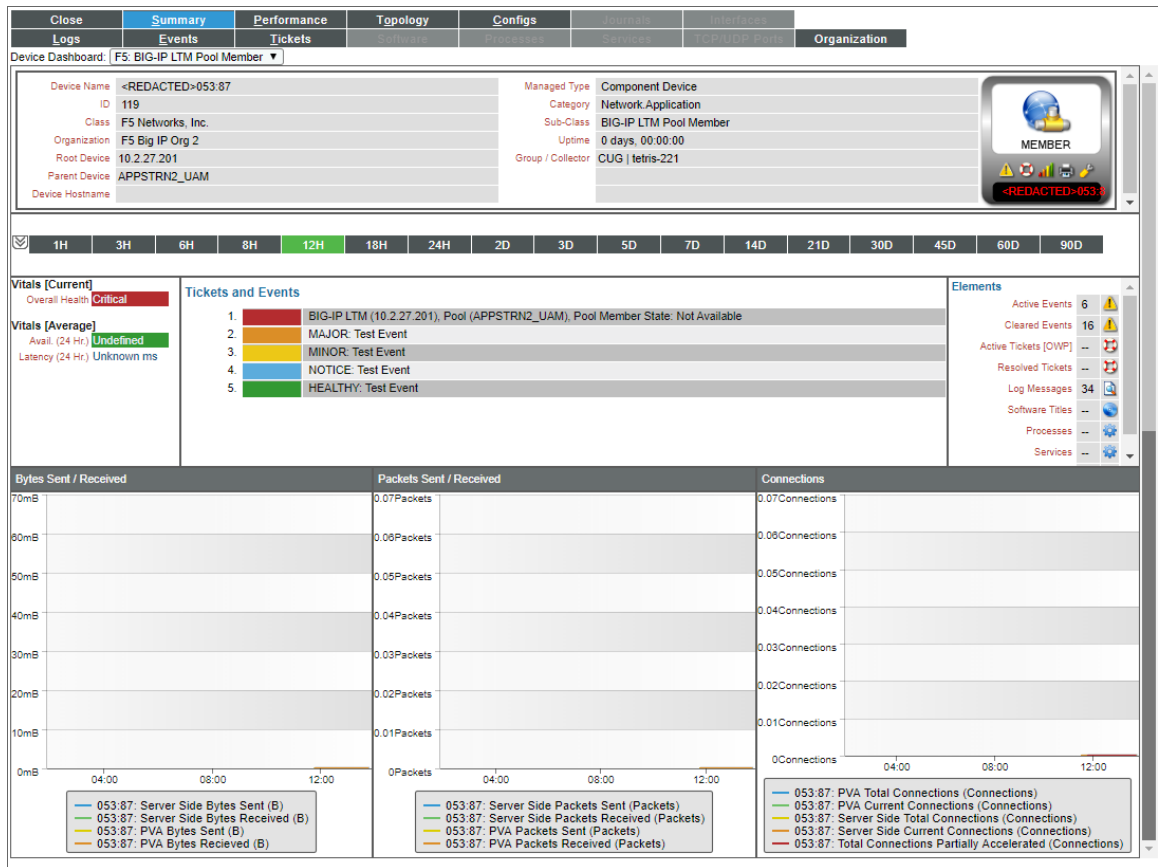 Close Summary Performance Topology Configs Journals Interfaces
Logs Events Tickets Software Processes Services TCP/UDP Ports Organization
Device Dashboard: F5: BIG-IP LTM Pool Member ▼
Device Name <REDACTED>053:87 Managed Type Component Device
ID 119 Category Network.Application
Class F5 Networks, Inc. Sub-Class BIG-IP LTM Pool Member
Organization F5 Big IP Org 2 Uptime 0 days, 00:00:00
Root Device 10.2.27.201 Group / Collector CUG | tetris-221
Parent Device APPSTRN2_UAM
Device Hostname
MEMBER
<REDACTED>053:8
1H 3H 6H 8H 12H 18H 24H 2D 3D 5D 7D 14D 21D 30D 45D 60D 90D
Vitals [Current]
Overall Health Critical
Vitals [Average]
Avail. (24 Hr.) Undefined
Latency (24 Hr.) Unknown ms
Tickets and Events
1. BIG-IP LTM (10.2.27.201), Pool (APPSTRN2_UAM), Pool Member State: Not Available
2. MAJOR: Test Event
3. MINOR: Test Event
4. NOTICE: Test Event
5. HEALTHY: Test Event
Elements
Active Events 6
Cleared Events 16
Active Tickets [OWP] --
Resolved Tickets --
Log Messages 34
Software Titles --
Processes --
Services --
Bytes Sent / Received
70mB
60mB
50mB
40mB
30mB
20mB
10mB
0mB
04:00 08:00 12:00
053:87: Server Side Bytes Sent (B)
053:87: Server Side Bytes Received (B)
053:87: PVA Bytes Sent (B)
053:87: PVA Bytes Recieved (B)
Packets Sent / Received
0.07Packets
0.06Packets
0.05Packets
0.04Packets
0.03Packets
0.02Packets
0.01Packets
0Packets
04:00 08:00 12:00
053:87: Server Side Packets Sent (Packets)
053:87: Server Side Packets Received (Packets)
053:87: PVA Packets Sent (Packets)
053:87: PVA Packets Received (Packets)
Connections
0.07Connections
0.06Connections
0.05Connections
0.04Connections
0.03Connections
0.02Connections
0.01Connections
0Connections
04:00 08:00 12:00
053:87: PVA Total Connections (Connections)
053:87: PVA Current Connections (Connections)
053:87: Server Side Total Connections (Connections)
053:87: Server Side Current Connections (Connections)
053:87: Total Connections Partially Accelerated (Connections)